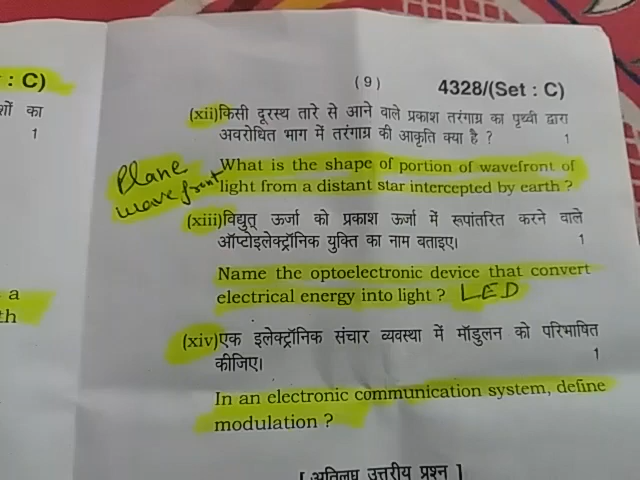 : C)
शों का
1
a
th
( 9 )
4328/(Set : C)
(xii) किसी दूरस्थ तारे से आने वाले प्रकाश तरंगाग्र का पृथ्वी द्वारा
अवरोधित भाग में तरंगाग्र की आकृति क्या है ? 1
Plane
wavefront
What is the shape of portion of wavefront of
light from a distant star intercepted by earth ?
(xiii) विद्युत् ऊर्जा को प्रकाश ऊर्जा में रूपांतरित करने वाले
ऑप्टोइलेक्ट्रॉनिक युक्ति का नाम बताइए। 1
Name the optoelectronic device that convert
electrical energy into light ? LED
(xiv) एक इलेक्ट्रॉनिक संचार व्यवस्था में मॉडुलन को परिभाषित
कीजिए। 1
In an electronic communication system, define
modulation ?
[ अतिलघु उत्तरीय प्रश्न ]